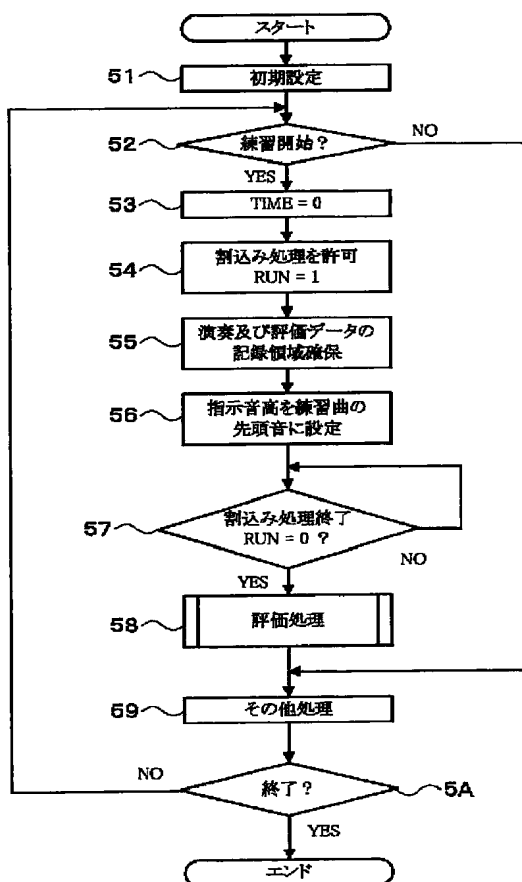 スタート
51
初期設定
52
練習開始?
NO
YES
53
TIME = 0
54
割込み処理を許可
RUN = 1
55
演奏及び評価データの
記録領域確保
56
指示音高を練習曲の
先頭音に設定
57
割込み処理終了
RUN = 0 ?
NO
YES
58
評価処理
59
その他処理
NO
終了?
5A
YES
エンド